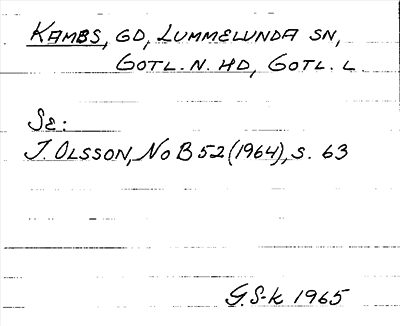 KAMBS, GD, LUMMELUNDA SN,
GOTL. N. HD, GOTL. L.
SE:
I. OLSSON, NoB 52 (1964), S. 63
G. S-k 1965